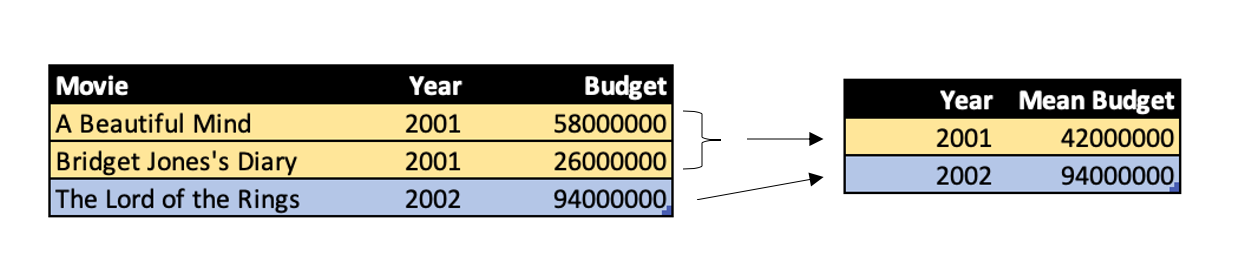 Movie Year Budget
A Beautiful Mind 2001 58000000
Bridget Jones's Diary 2001 26000000
The Lord of the Rings 2002 94000000
Year Mean Budget
2001 42000000
2002 94000000